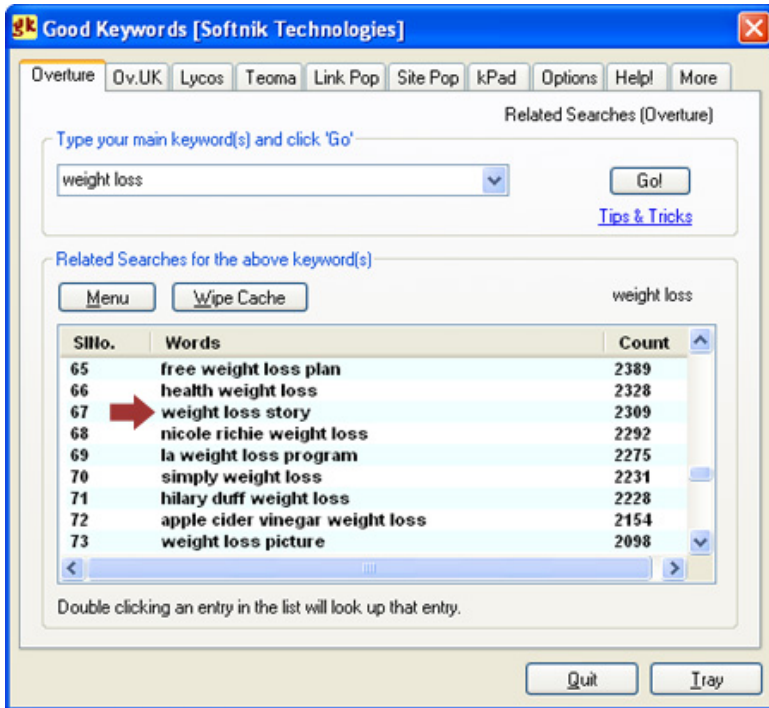 gk Good Keywords [Softnik Technologies]
Overture Ov.UK Lycos Teoma Link Pop Site Pop kPad Options Help! More
Related Searches (Overture)
Type your main keyword(s) and click 'Go'
weight loss Go!
Tips & Tricks
Related Searches for the above keyword(s)
Menu Wipe Cache weight loss
SlNo. Words Count
65 free weight loss plan 2389
66 health weight loss 2328
67 weight loss story 2309
68 nicole richie weight loss 2292
69 la weight loss program 2275
70 simply weight loss 2231
71 hilary duff weight loss 2228
72 apple cider vinegar weight loss 2154
73 weight loss picture 2098
Double clicking an entry in the list will look up that entry.
Quit Tray